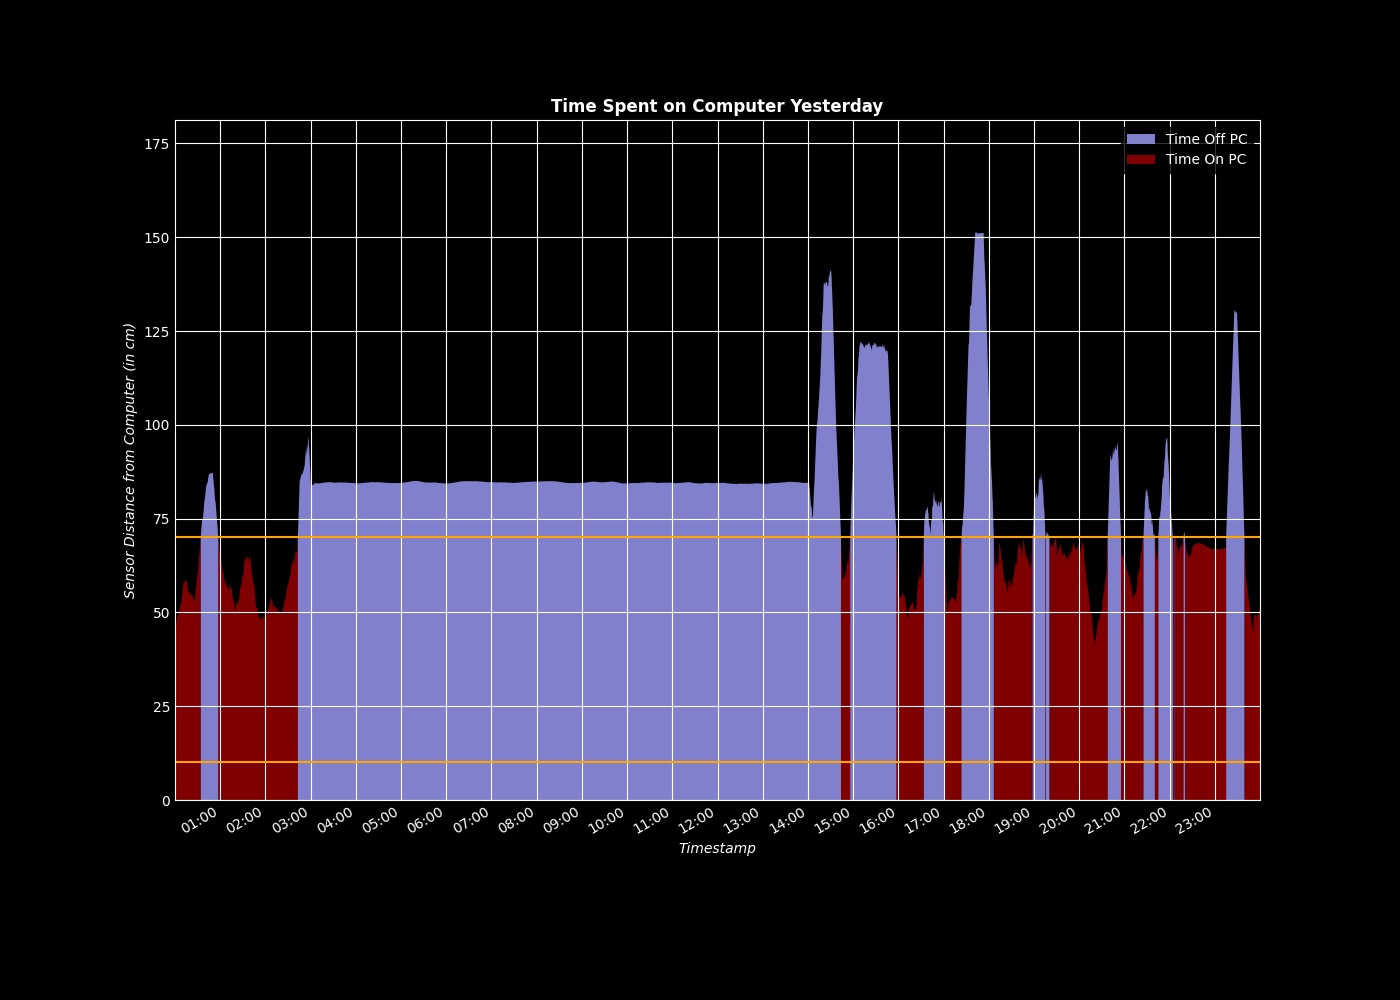 Time Spent on Computer Yesterday
Time Off PC
Time On PC
175
150
125
100
75
50
25
0
Sensor Distance from Computer (in cm)
01:00 02:00 03:00 04:00 05:00 06:00 07:00 08:00 09:00 10:00 11:00 12:00 13:00 14:00 15:00 16:00 17:00 18:00 19:00 20:00 21:00 22:00 23:00
Timestamp